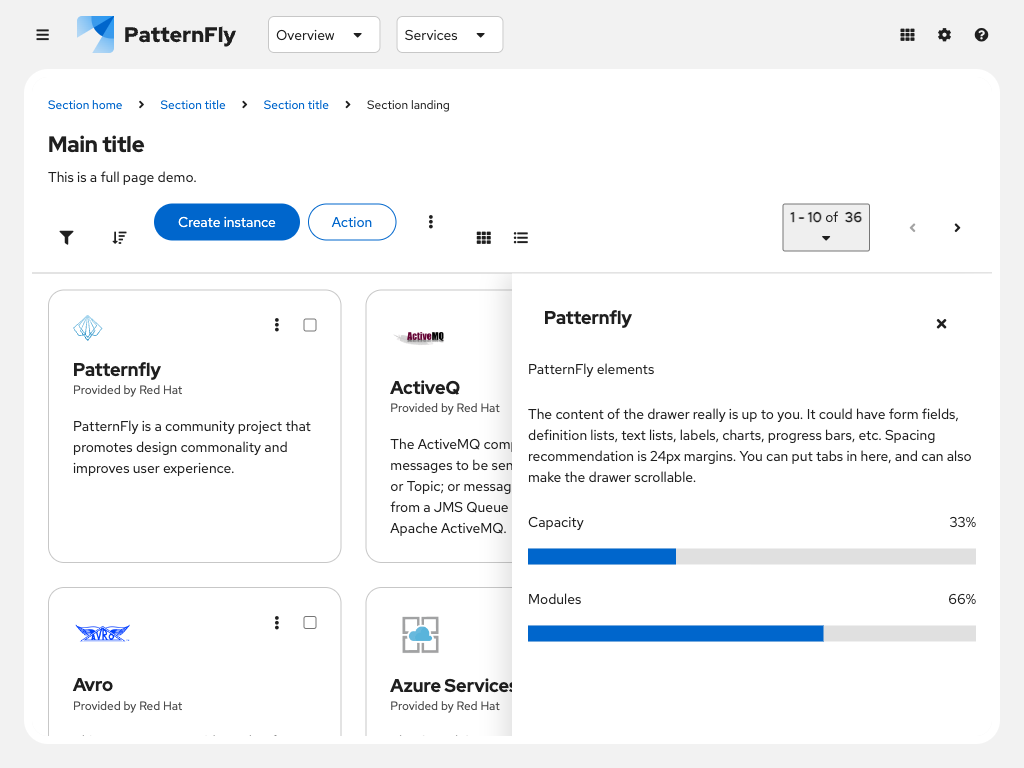 PatternFly
Overview
Services
Section home
Section title
Section title
Section landing
Main title
This is a full page demo.
Create instance
Action
1 - 10 of 36
Patternfly
Provided by Red Hat
PatternFly is a community project that
promotes design commonality and
improves user experience.
ActiveMQ
ActiveQ
Provided by Red Hat
The ActiveMQ com
messages to be sen
or Topic; or messag
from a JMS Queue
Apache ActiveMQ.
AVRO
Avro
Provided by Red Hat
Azure Services
Provided by Red Hat
Patternfly
PatternFly elements
The content of the drawer really is up to you. It could have form fields,
definition lists, text lists, labels, charts, progress bars, etc. Spacing
recommendation is 24px margins. You can put tabs in here, and can also
make the drawer scrollable.
Capacity
33%
Modules
66%